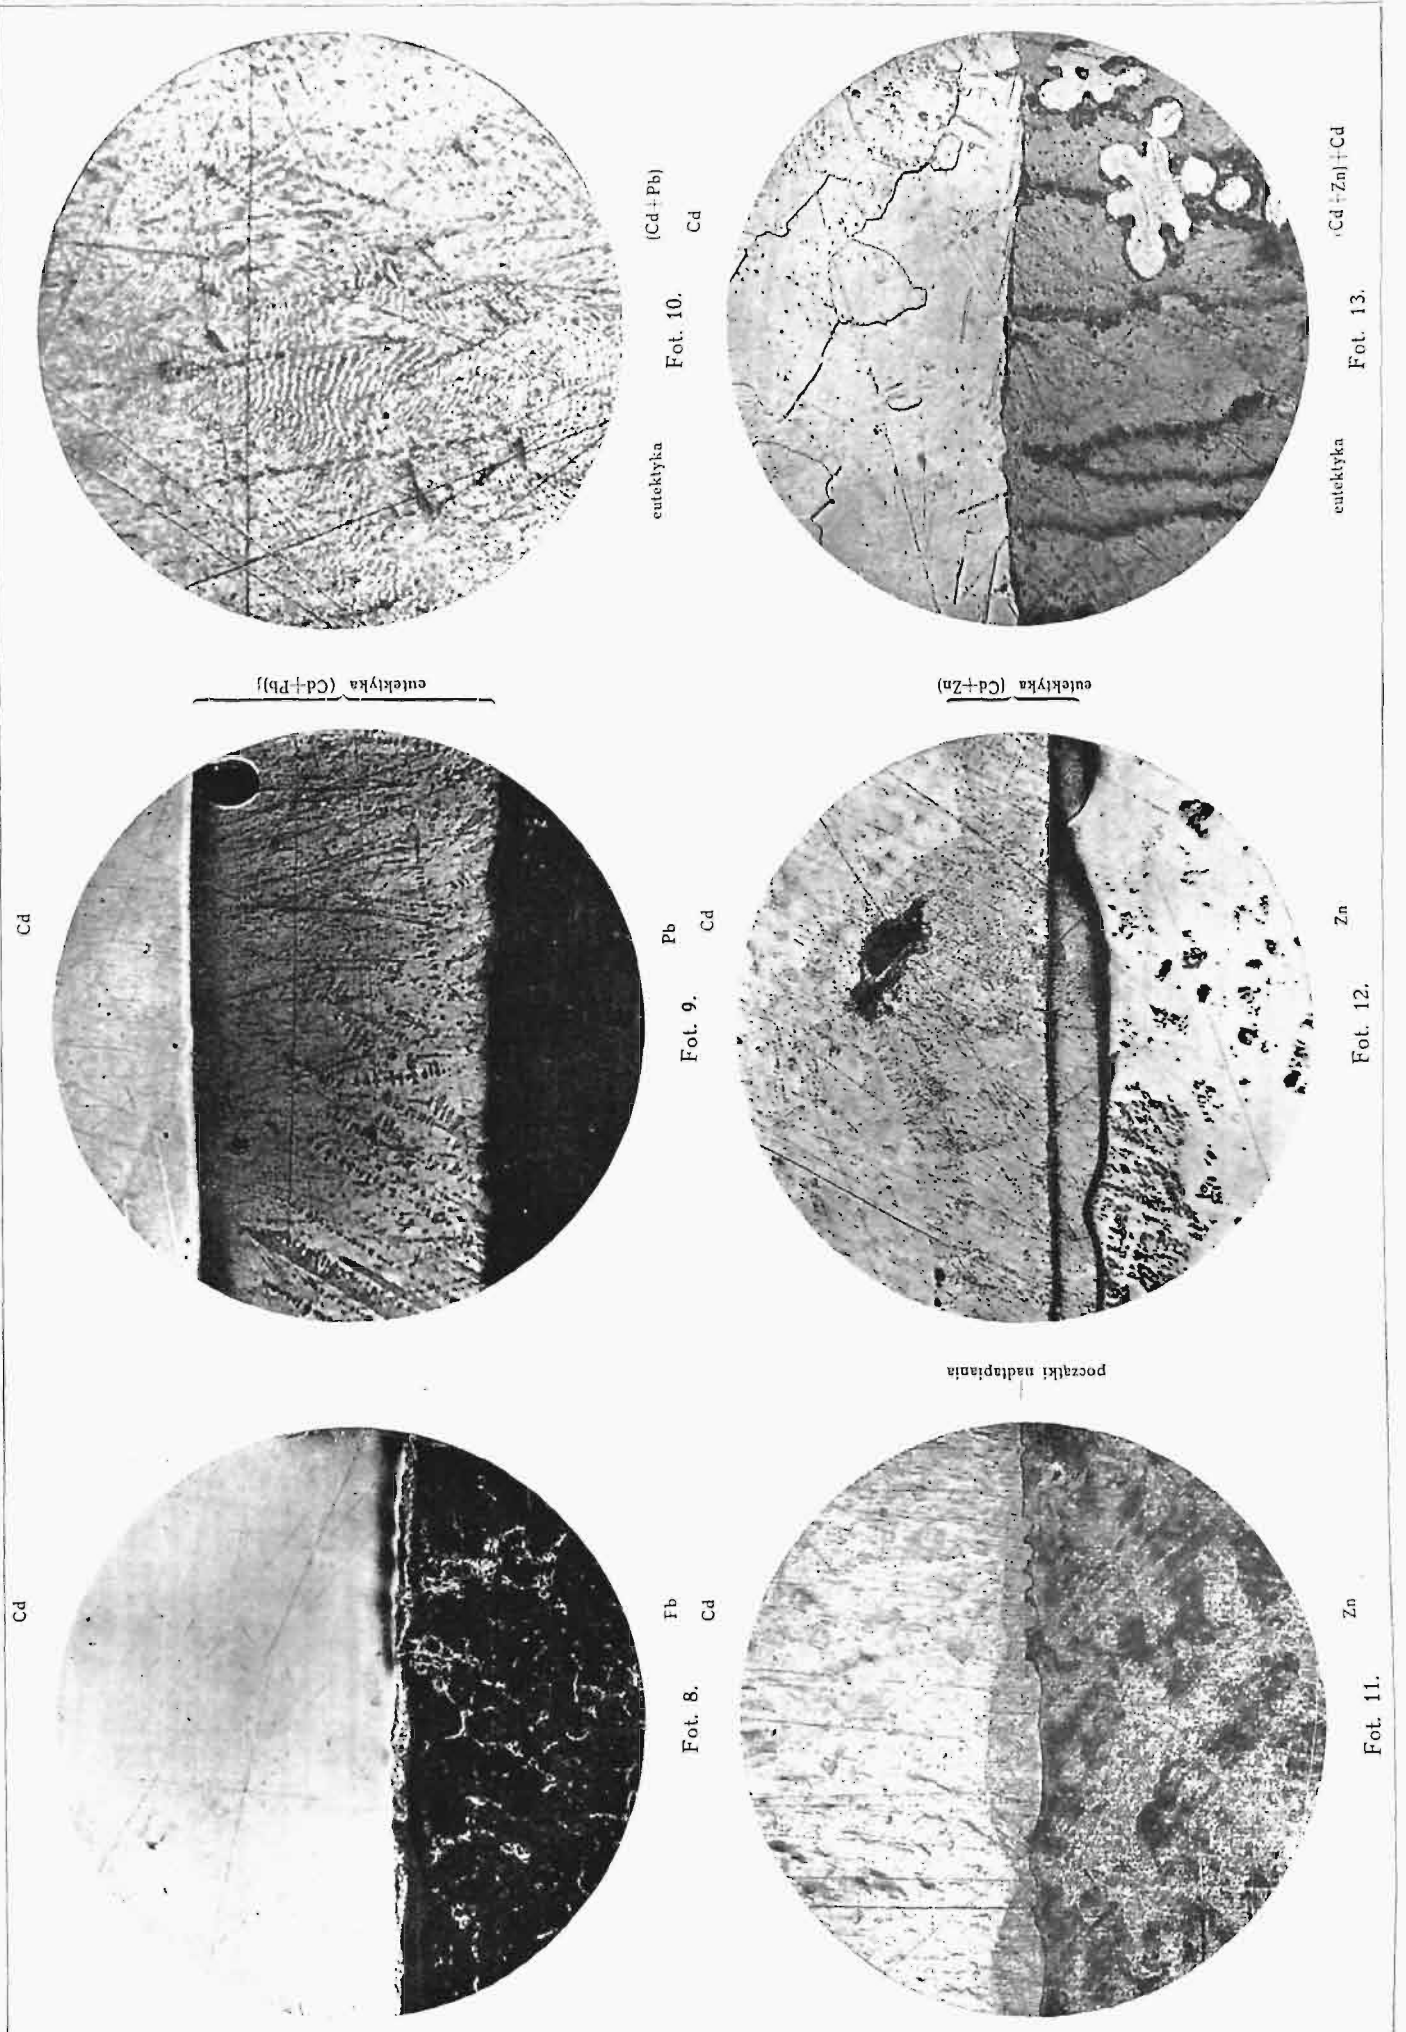 Cd
Pb
Fot. 8.
Cd
eutektyka (Cd+Pb)
Pb
Fot. 9.
eutektyka
(Cd+Pb)
Fot. 10.
Cd
początki nadtapiania
Zn
Fot. 11.
Cd
eutektyka (Cd+Zn)
Zn
Fot. 12.
Cd
eutektyka
(Cd+Zn)+Cd
Fot. 13.